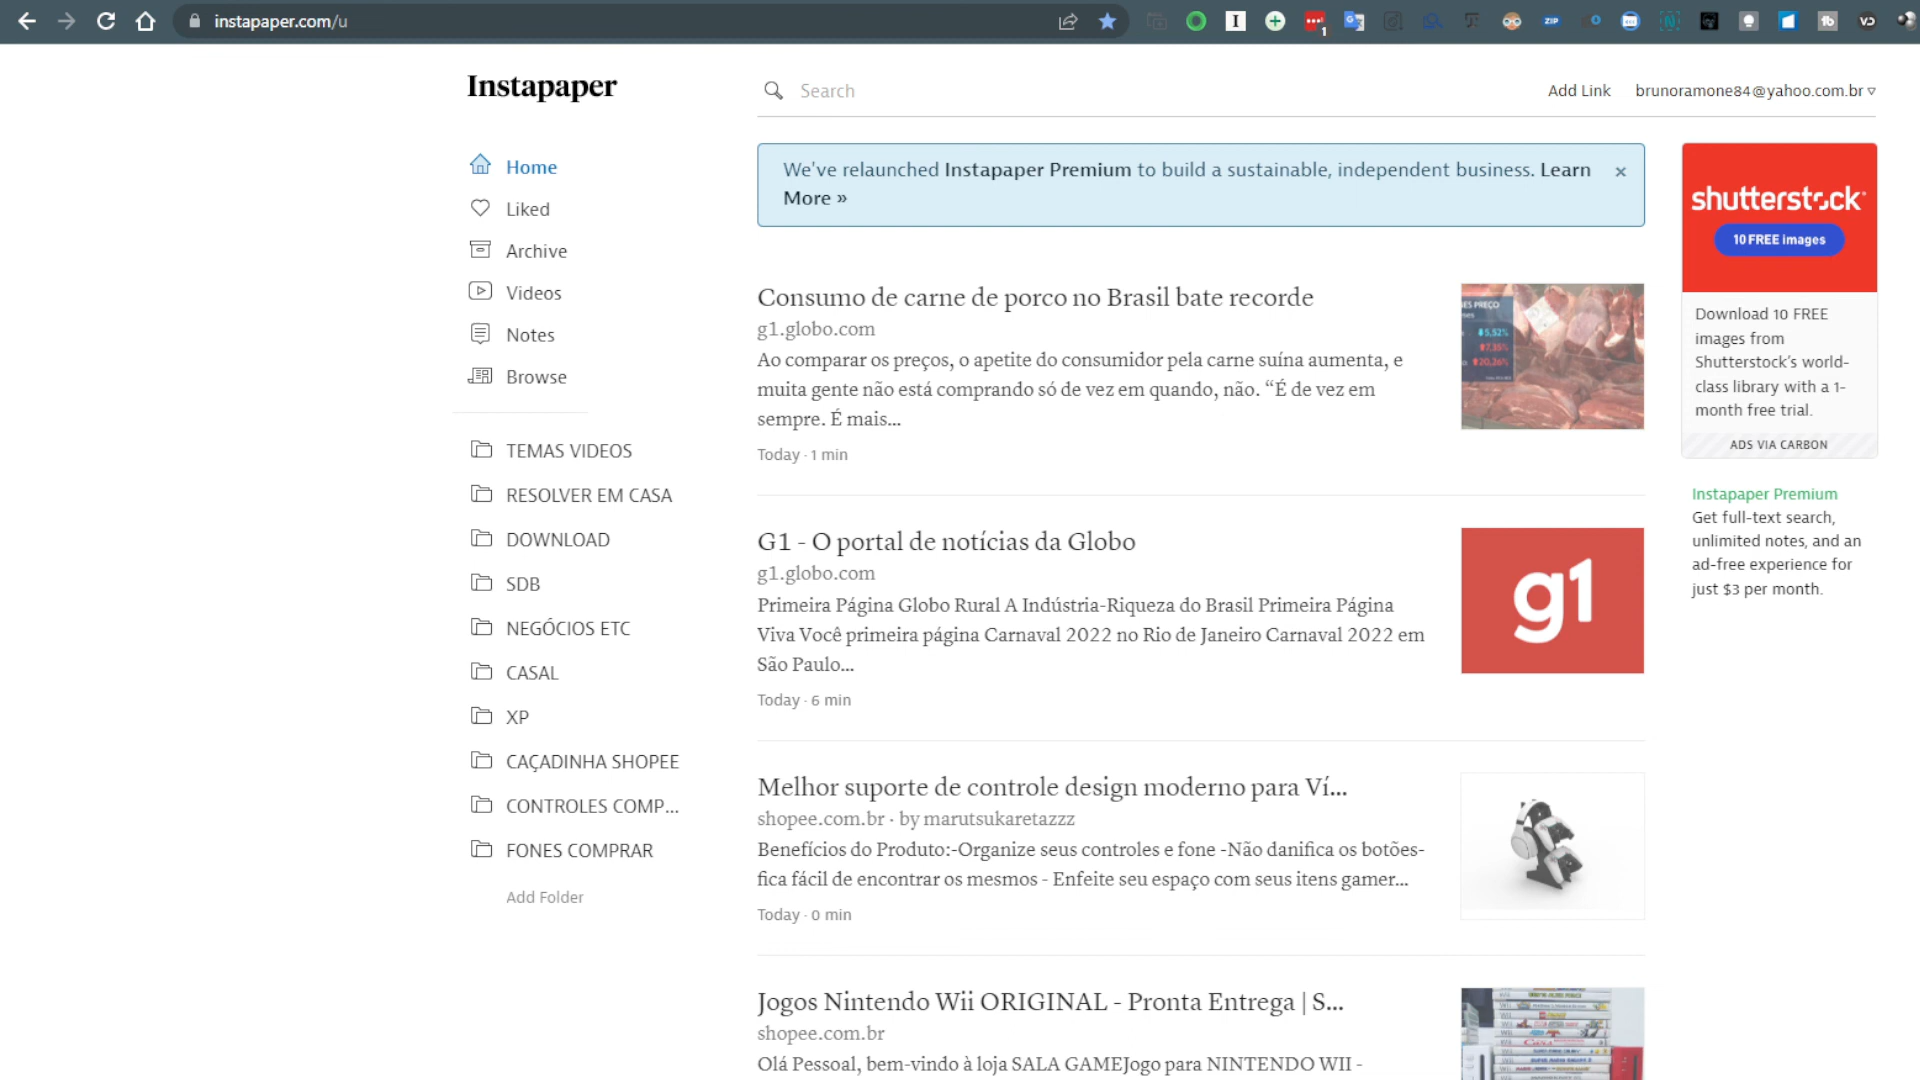 instapaper.com/u
Instapaper
Search
Add Link
brunoramone84@yahoo.com.br
Home
Liked
Archive
Videos
Notes
Browse
TEMAS VIDEOS
RESOLVER EM CASA
DOWNLOAD
SDB
NEGÓCIOS ETC
CASAL
XP
CAÇADINHA SHOPEE
CONTROLES COMP...
FONES COMPRAR
Add Folder
We've relaunched Instapaper Premium to build a sustainable, independent business. Learn
More »
Consumo de carne de porco no Brasil bate recorde
g1.globo.com
Ao comparar os preços, o apetite do consumidor pela carne suína aumenta, e
muita gente não está comprando só de vez em quando, não. “É de vez em
sempre. É mais...
Today · 1 min
ES PREÇO
5,52%
7,35%
20,26%
G1 - O portal de notícias da Globo
g1.globo.com
Primeira Página Globo Rural A Indústria-Riqueza do Brasil Primeira Página
Viva Você primeira página Carnaval 2022 no Rio de Janeiro Carnaval 2022 em
São Paulo...
Today · 6 min
g1
Melhor suporte de controle design moderno para Ví...
shopee.com.br · by marutsukaretazzz
Benefícios do Produto:-Organize seus controles e fone -Não danifica os botões-
fica fácil de encontrar os mesmos - Enfeite seu espaço com seus itens gamer...
Today · 0 min
Jogos Nintendo Wii ORIGINAL - Pronta Entrega | S...
shopee.com.br
Olá Pessoal, bem-vindo à loja SALA GAMEJogo para NINTENDO WII -
shutterstock
10 FREE images
Download 10 FREE
images from
Shutterstock's world-
class library with a 1-
month free trial.
ADS VIA CARBON
Instapaper Premium
Get full-text search,
unlimited notes, and an
ad-free experience for
just $3 per month.